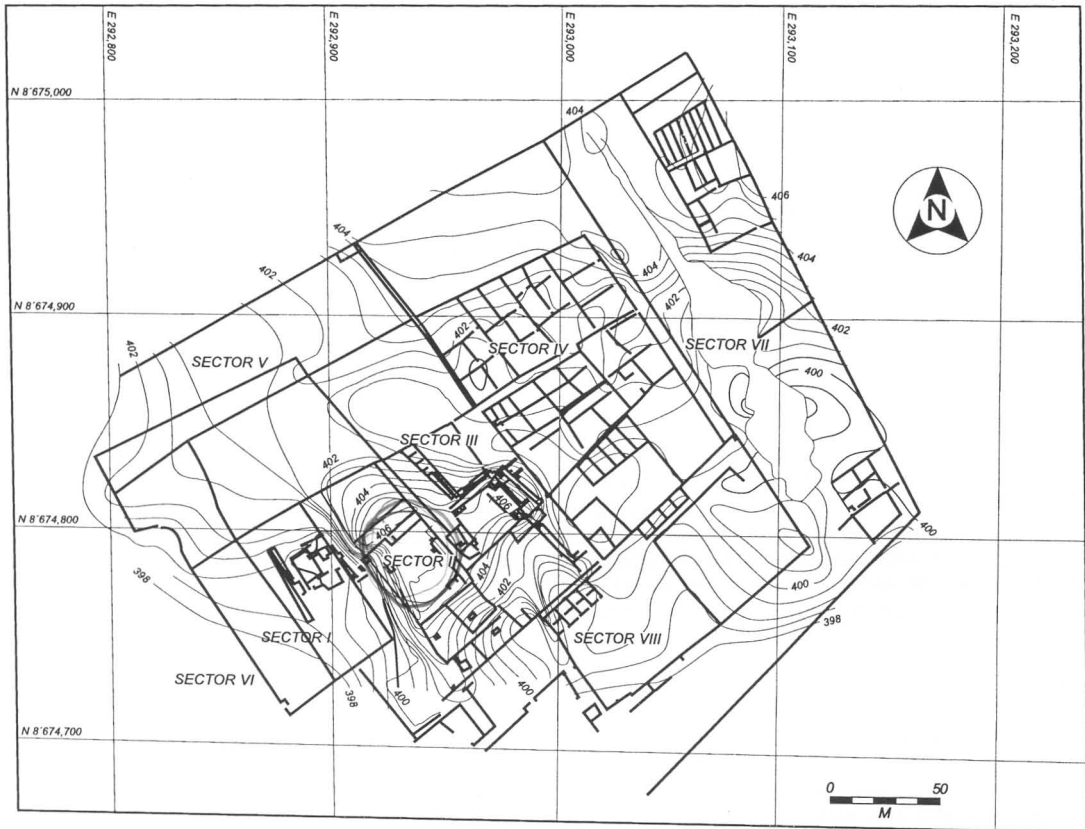 E 292,800
E 292,900
E 293,000
E 293,100
E 293,200
N 8´675,000
404
406
N
404
404
402
404
402
N 8´674,900
402
402
402
SECTOR IV
SECTOR VII
SECTOR V
400
SECTOR III
402
404
406
N 8´674,800
406
400
SECTOR II
404
398
402
400
398
SECTOR I
SECTOR VIII
SECTOR VI
398
400
400
N 8´674,700
0 50
M